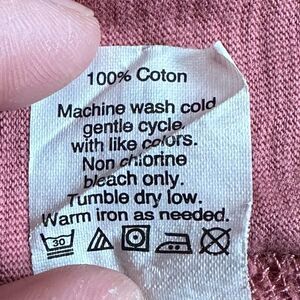 100% Coton
Machine wash cold
gentle cycle
with like colors.
Non chlorine
bleach only.
Tumble dry low.
Warm iron as needed.
30